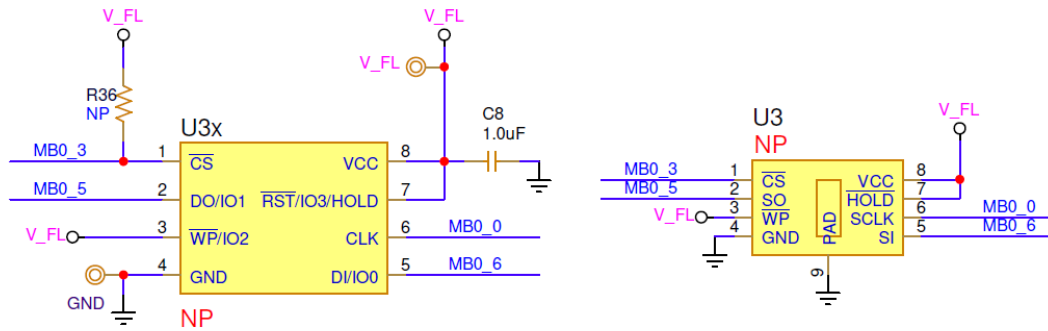 V_FL
V_FL
V_FL
R36
NP
C8
1.0uF
U3x
MB0_3
1
CS
VCC
8
MB0_5
2
DO/IO1
RST/IO3/HOLD
7
V_FL
3
WP/IO2
CLK
6
MB0_0
4
GND
DI/IO0
5
MB0_6
GND
NP
V_FL
U3
NP
MB0_3
1
CS
VCC
8
MB0_5
2
SO
HOLD
7
V_FL
3
WP
SCLK
6
MB0_0
4
GND
SI
5
MB0_6
PAD
9